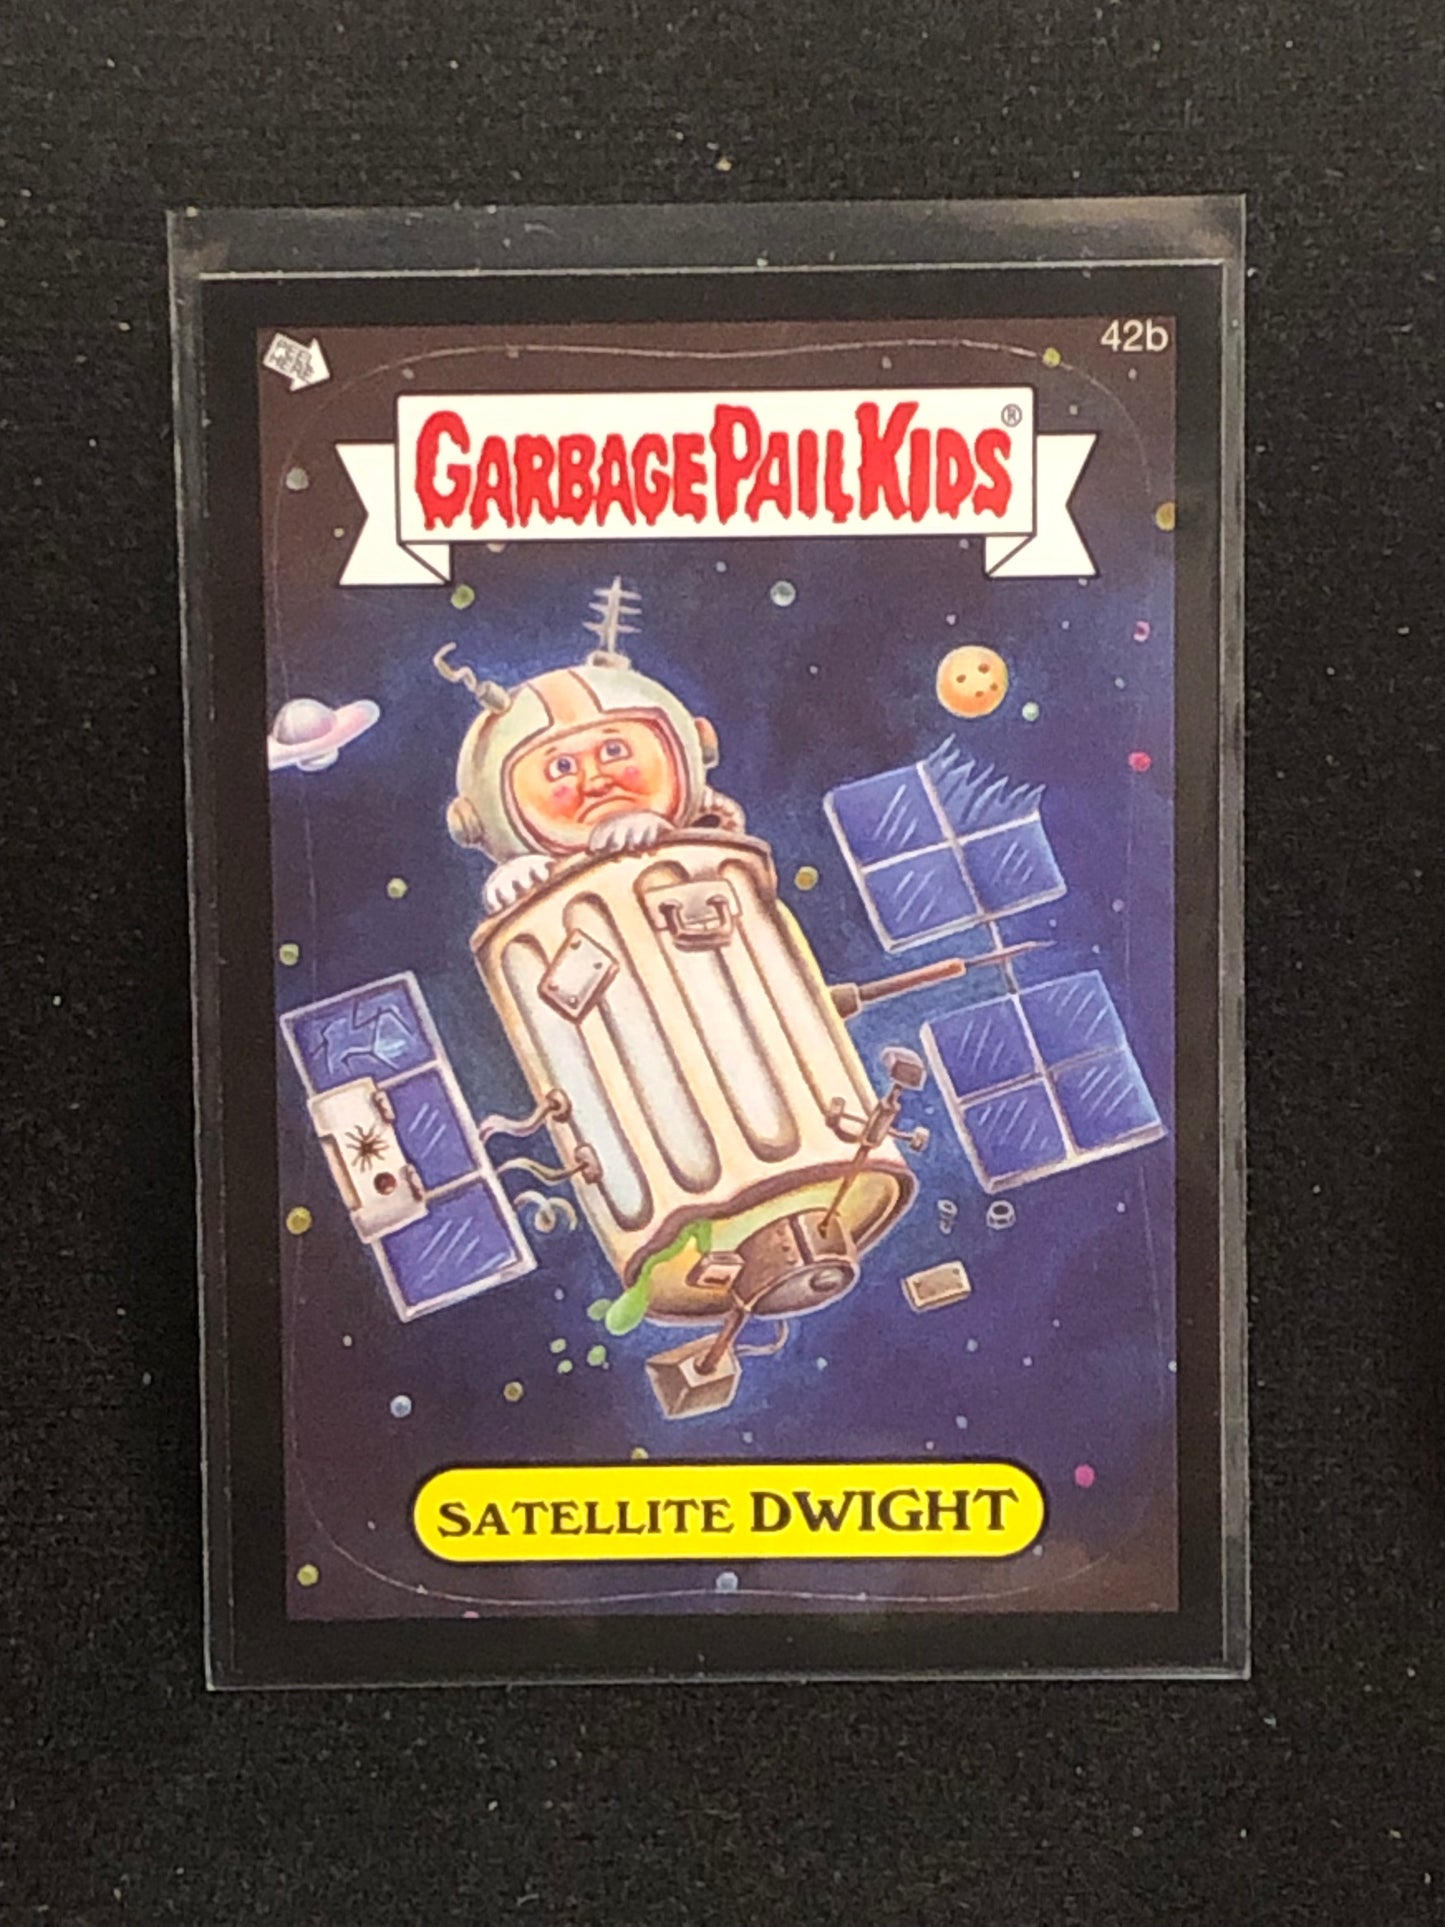 PEEL
HERE
42b
GARBAGE PAIL KIDS®
SATELLITE DWIGHT